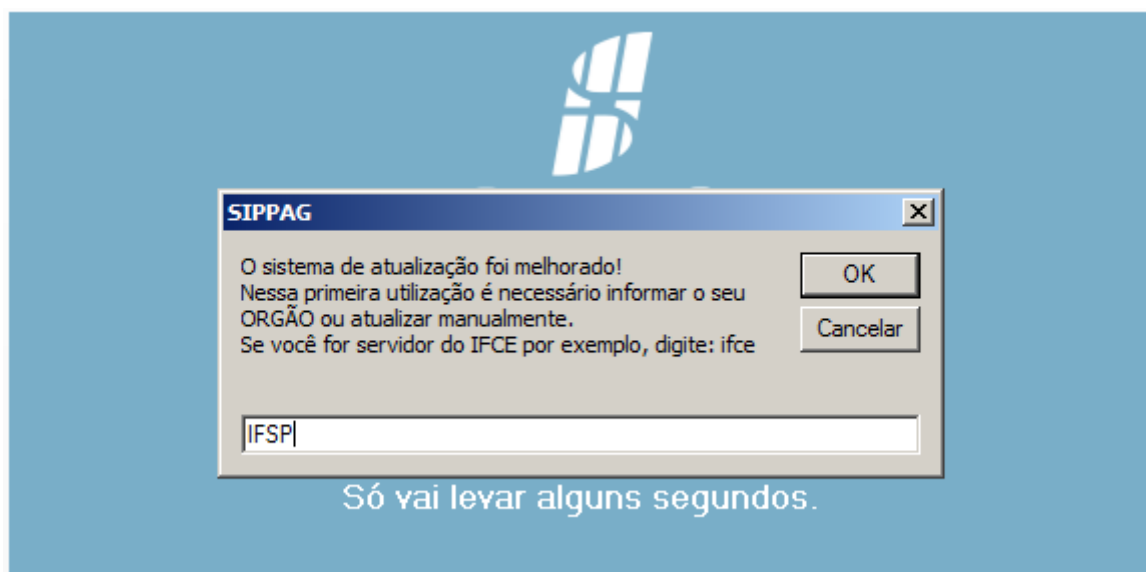 SIPPAG
O sistema de atualização foi melhorado!
Nessa primeira utilização é necessário informar o seu
ORGÃO ou atualizar manualmente.
Se você for servidor do IFCE por exemplo, digite: ifce
OK
Cancelar
IFSP
Só vai levar alguns segundos.